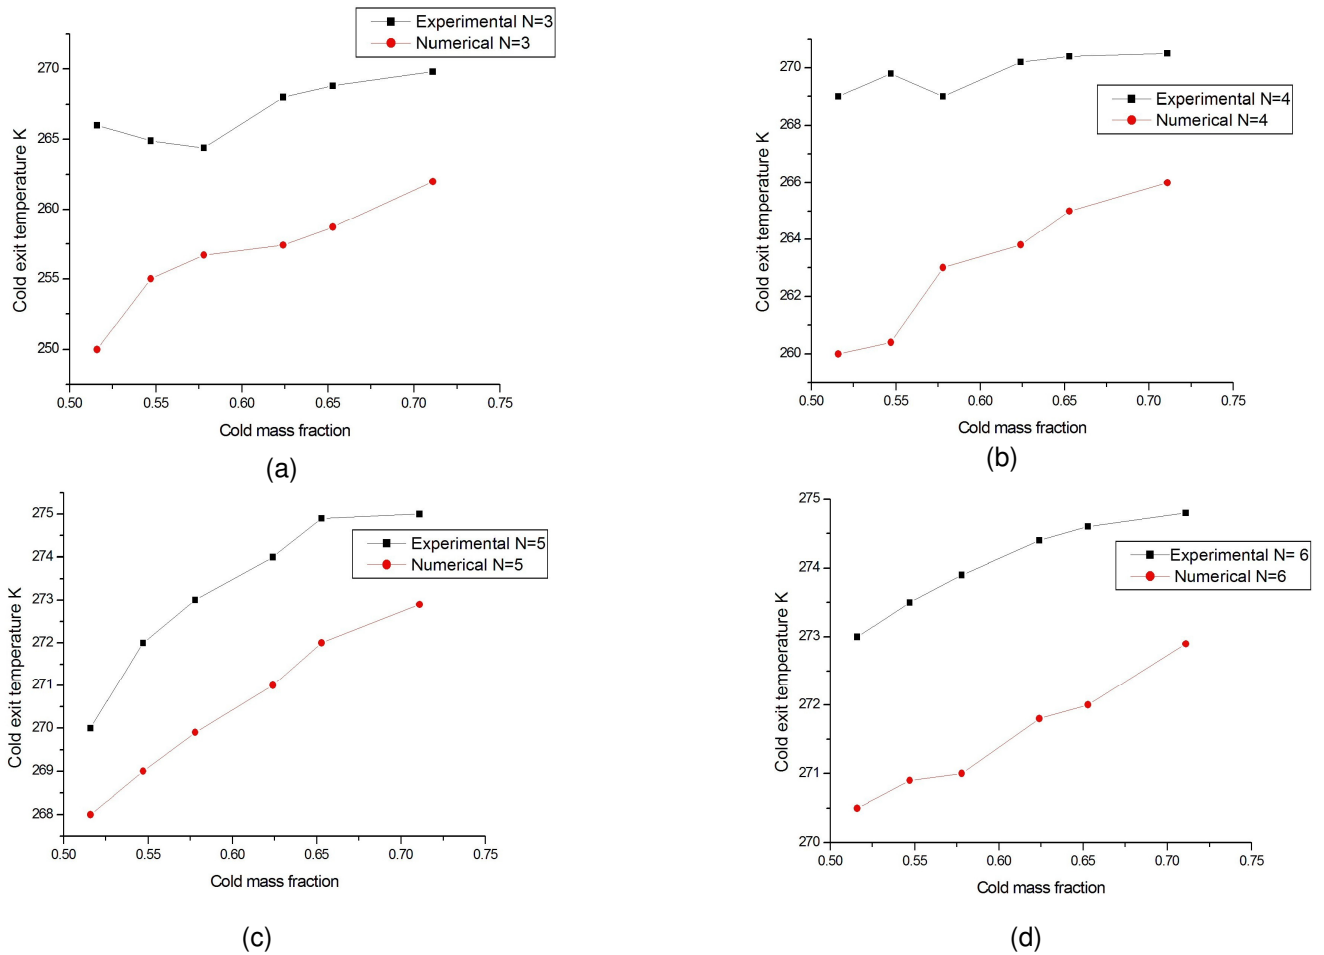 Experimental N=3
Numerical N=3
270
265
260
255
250
Cold exit temperature K
0.50 0.55 0.60 0.65 0.70 0.75
Cold mass fraction
(a)
270
268
266
264
262
260
Cold exit temperature K
Experimental N=4
Numerical N=4
0.50 0.55 0.60 0.65 0.70 0.75
Cold mass fraction
(b)
275
274
273
272
271
270
269
268
Cold exit temperature K
Experimental N=5
Numerical N=5
0.50 0.55 0.60 0.65 0.70 0.75
Cold mass fraction
(c)
275
274
273
272
271
270
Cold exit temperature K
Experimental N= 6
Numerical N=6
0.50 0.55 0.60 0.65 0.70 0.75
Cold mass fraction
(d)